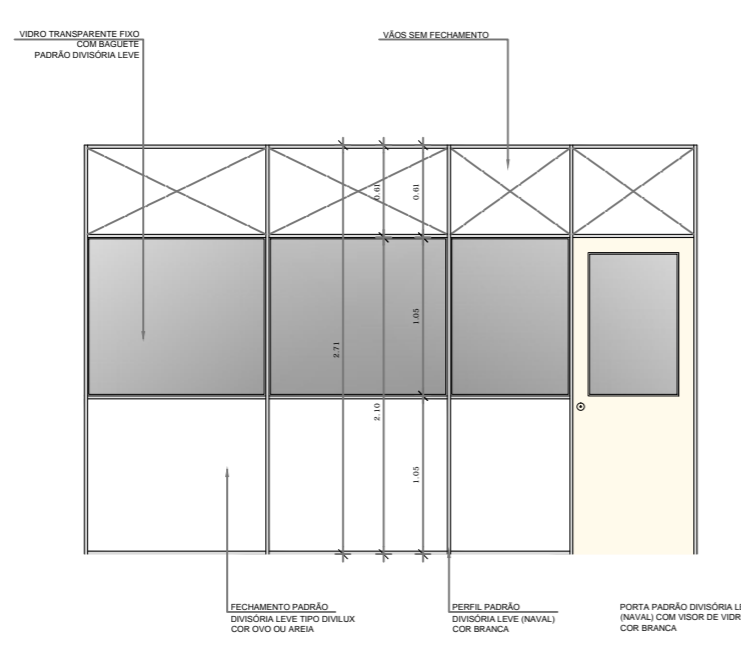 VIDRO TRANSPARENTE FIXO
COM BAGUETE
PADRÃO DIVISÓRIA LEVE
VÃOS SEM FECHAMENTO
0.61
0.61
1.05
2.71
2.10
1.05
FECHAMENTO PADRÃO
DIVISÓRIA LEVE TIPO DIVILUX
COR OVO OU AREIA
PERFIL PADRÃO
DIVISÓRIA LEVE (NAVAL)
COR BRANCA
PORTA PADRÃO DIVISÓRIA LE
(NAVAL) COM VISOR DE VIDR
COR BRANCA